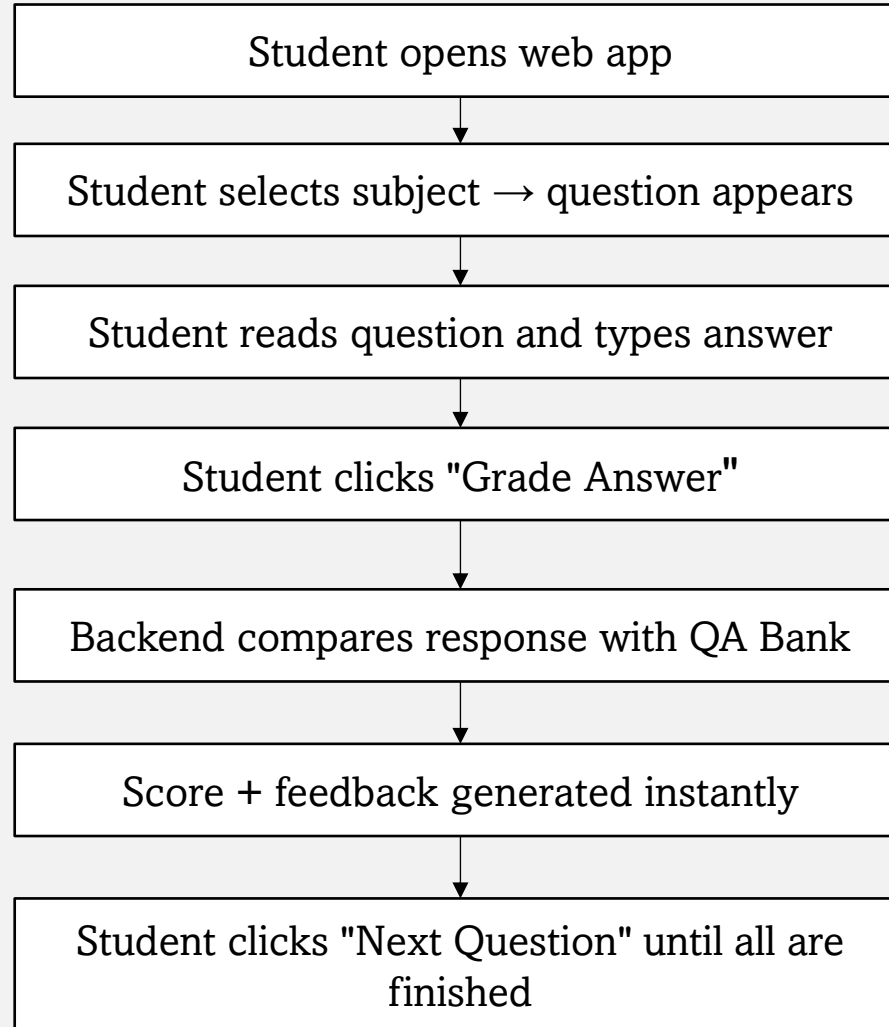 Student opens web app
Student selects subject → question appears
Student reads question and types answer
Student clicks "Grade Answer"
Backend compares response with QA Bank
Score + feedback generated instantly
Student clicks "Next Question" until all are
finished